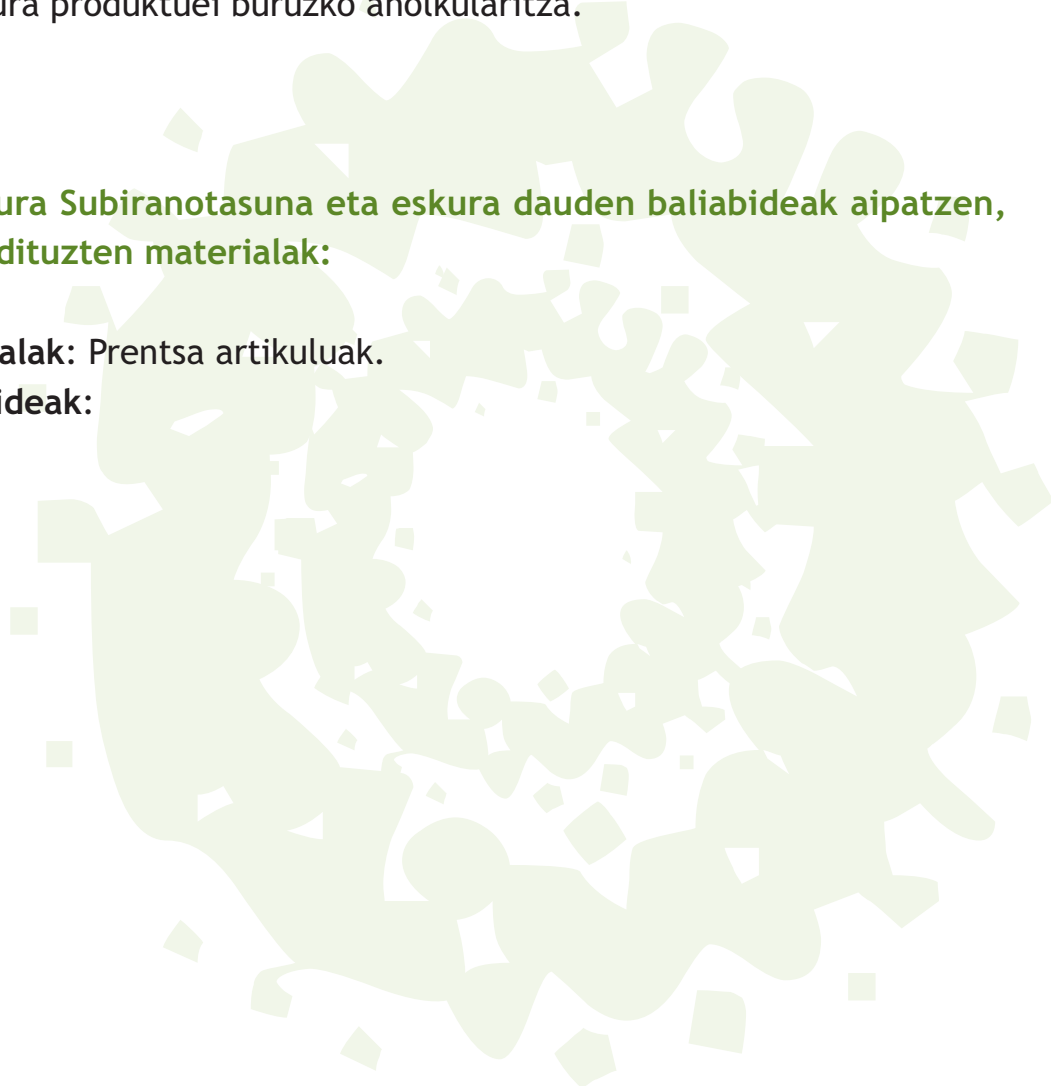 ura produktuei buruzko aholkularitza.
ura Subiranotasuna eta eskura dauden baliabideak aipatzen,
dituzten materialak:
alak: Prentsa artikuluak.
ideak: